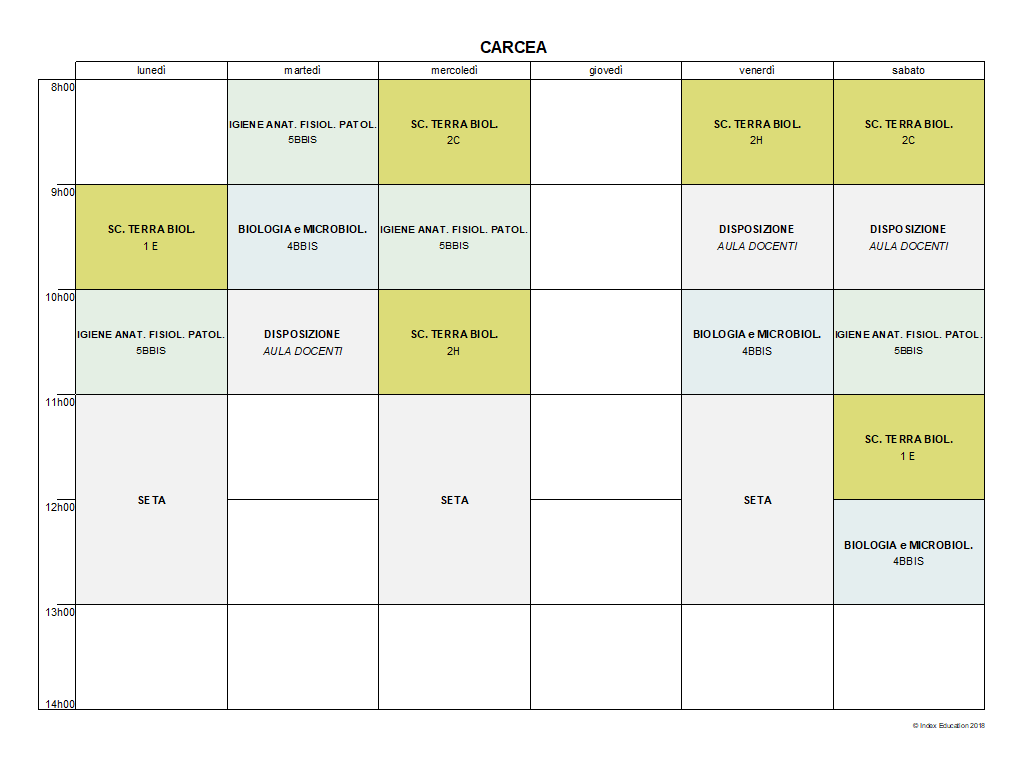 CARCEA
lunedì martedì mercoledì giovedì venerdì sabato
8h00
IGIENE ANAT. FISIOL. PATOL. SC. TERRA BIOL. SC. TERRA BIOL. SC. TERRA BIOL.
5BBIS 2C 2H 2C
9h00
SC. TERRA BIOL. BIOLOGIA e MICROBIOL. IGIENE ANAT. FISIOL. PATOL. DISPOSIZIONE DISPOSIZIONE
1 E 4BBIS 5BBIS AULA DOCENTI AULA DOCENTI
10h00
IGIENE ANAT. FISIOL. PATOL. DISPOSIZIONE SC. TERRA BIOL. BIOLOGIA e MICROBIOL. IGIENE ANAT. FISIOL. PATOL.
5BBIS AULA DOCENTI 2H 4BBIS 5BBIS
11h00
SC. TERRA BIOL.
1 E
SETA SETA SETA
12h00
BIOLOGIA e MICROBIOL.
4BBIS
13h00
14h00
© Index Education 2018